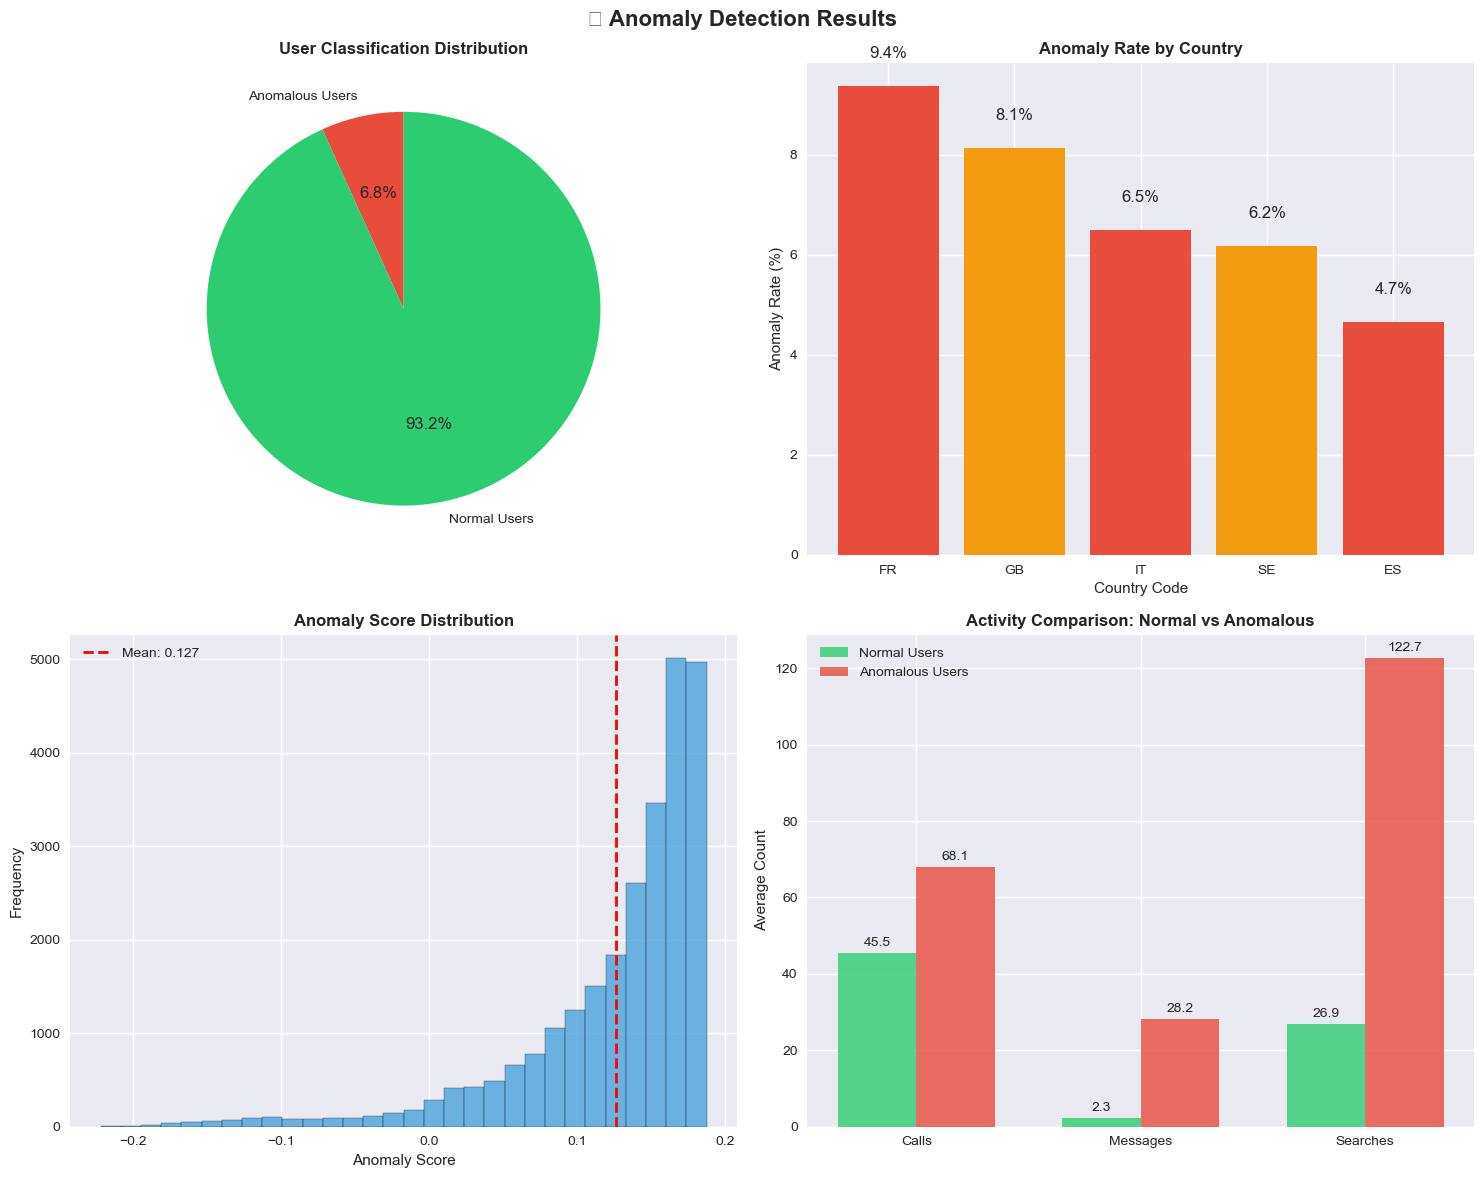 Anomaly Detection Results
User Classification Distribution
Anomalous Users
6.8%
93.2%
Normal Users
Anomaly Rate by Country
9.4%
8.1%
6.5%
6.2%
4.7%
Anomaly Rate (%)
8
6
4
2
0
FR GB IT SE ES
Country Code
Anomaly Score Distribution
Mean: 0.127
Frequency
5000
4000
3000
2000
1000
0
−0.2 −0.1 0.0 0.1 0.2
Anomaly Score
Activity Comparison: Normal vs Anomalous
Normal Users
Anomalous Users
Average Count
120
100
80
60
40
20
0
45.5
68.1
2.3
28.2
26.9
122.7
Calls Messages Searches